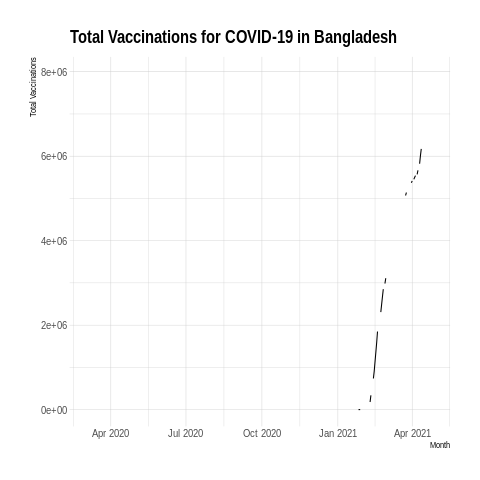 Total Vaccinations for COVID-19 in Bangladesh
Total Vaccinations
8e+06
6e+06
4e+06
2e+06
0e+00
Apr 2020 Jul 2020 Oct 2020 Jan 2021 Apr 2021
Month